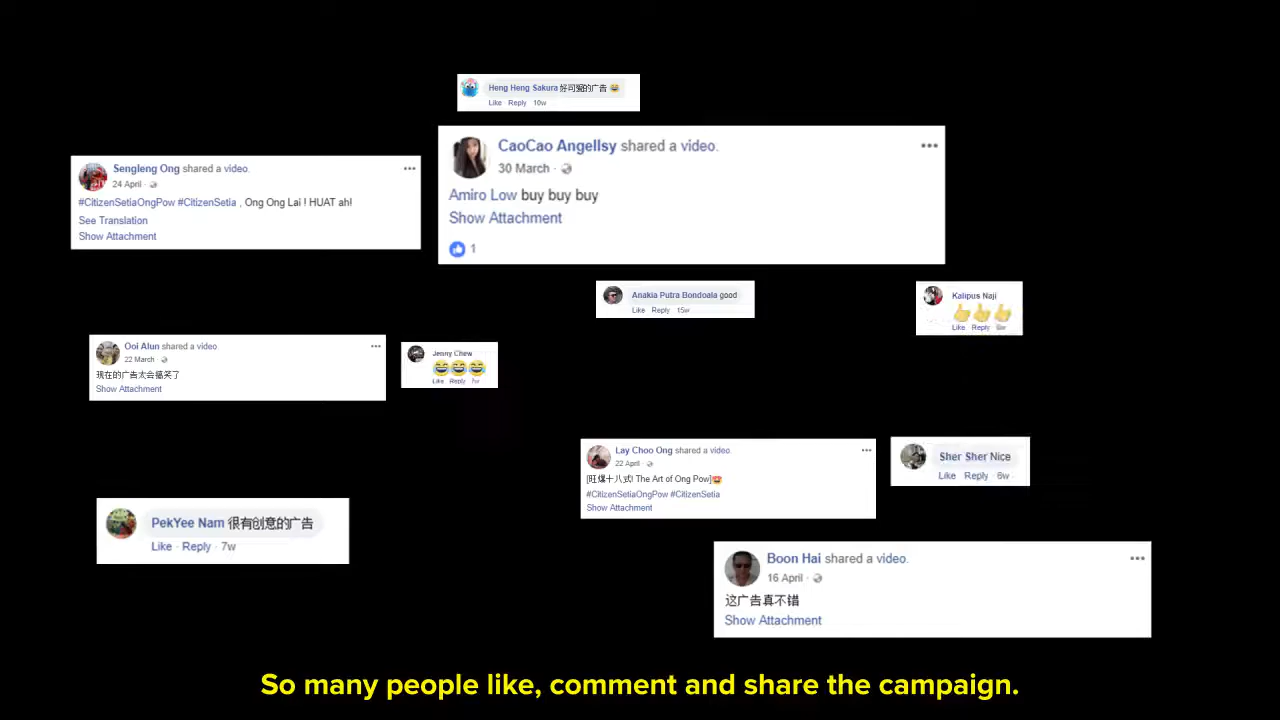 Heng Heng Sakura 好可爱的广告
Like · Reply · 10w
CaoCao Angellsy shared a video.
30 March ·
Amiro Low buy buy buy
Show Attachment
1
Sengleng Ong shared a video.
24 April ·
#CitizenSetiaOngPow #CitizenSetia , Ong Ong Lai ! HUAT ah!
See Translation
Show Attachment
Anakia Putra Bondoala good
Like · Reply · 15w
Kalipus Naji
Like · Reply ·
Ooi Alun shared a video.
22 March ·
现在的广告太会搞笑了
Show Attachment
Jenny Chew
Like · Reply · 7w
Lay Choo Ong shared a video.
22 April ·
[旺爆十八式! The Art of Ong Pow]
#CitizenSetiaOngPow #CitizenSetia
Show Attachment
Sher Sher Nice
Like · Reply · 6w ·
PekYee Nam 很有创意的广告
Like · Reply · 7w
Boon Hai shared a video.
16 April ·
这广告真不错
Show Attachment
So many people like, comment and share the campaign.